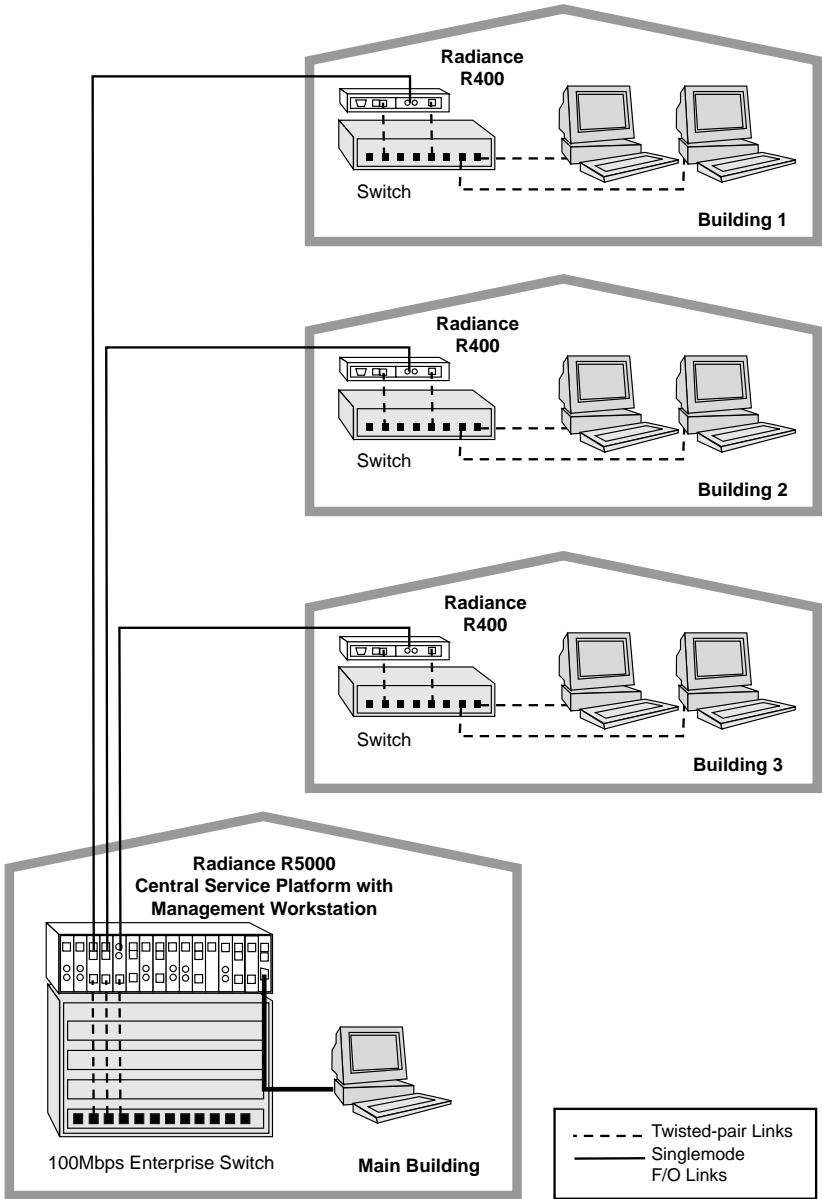 Radiance
R400
Switch
Building 1
Radiance
R400
Switch
Building 2
Radiance
R400
Switch
Building 3
Radiance R5000
Central Service Platform with
Management Workstation
100Mbps Enterprise Switch
Main Building
Twisted-pair Links
Singlemode
F/O Links